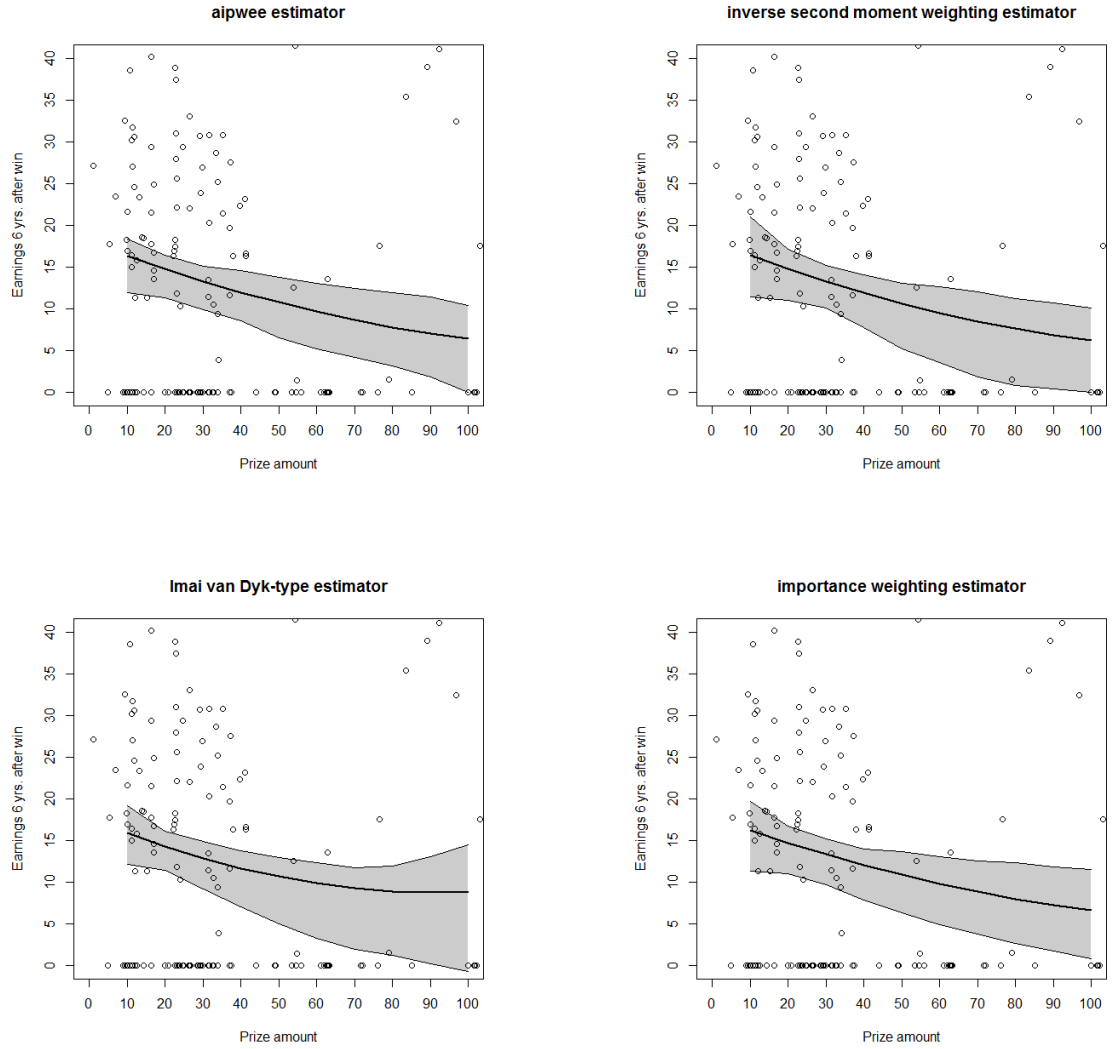 aipwee estimator
Earnings 6 yrs. after win
0 5 10 15 20 25 30 35 40
0 10 20 30 40 50 60 70 80 90 100
Prize amount
inverse second moment weighting estimator
Earnings 6 yrs. after win
0 5 10 15 20 25 30 35 40
0 10 20 30 40 50 60 70 80 90 100
Prize amount
Imai van Dyk-type estimator
Earnings 6 yrs. after win
0 5 10 15 20 25 30 35 40
0 10 20 30 40 50 60 70 80 90 100
Prize amount
importance weighting estimator
Earnings 6 yrs. after win
0 5 10 15 20 25 30 35 40
0 10 20 30 40 50 60 70 80 90 100
Prize amount